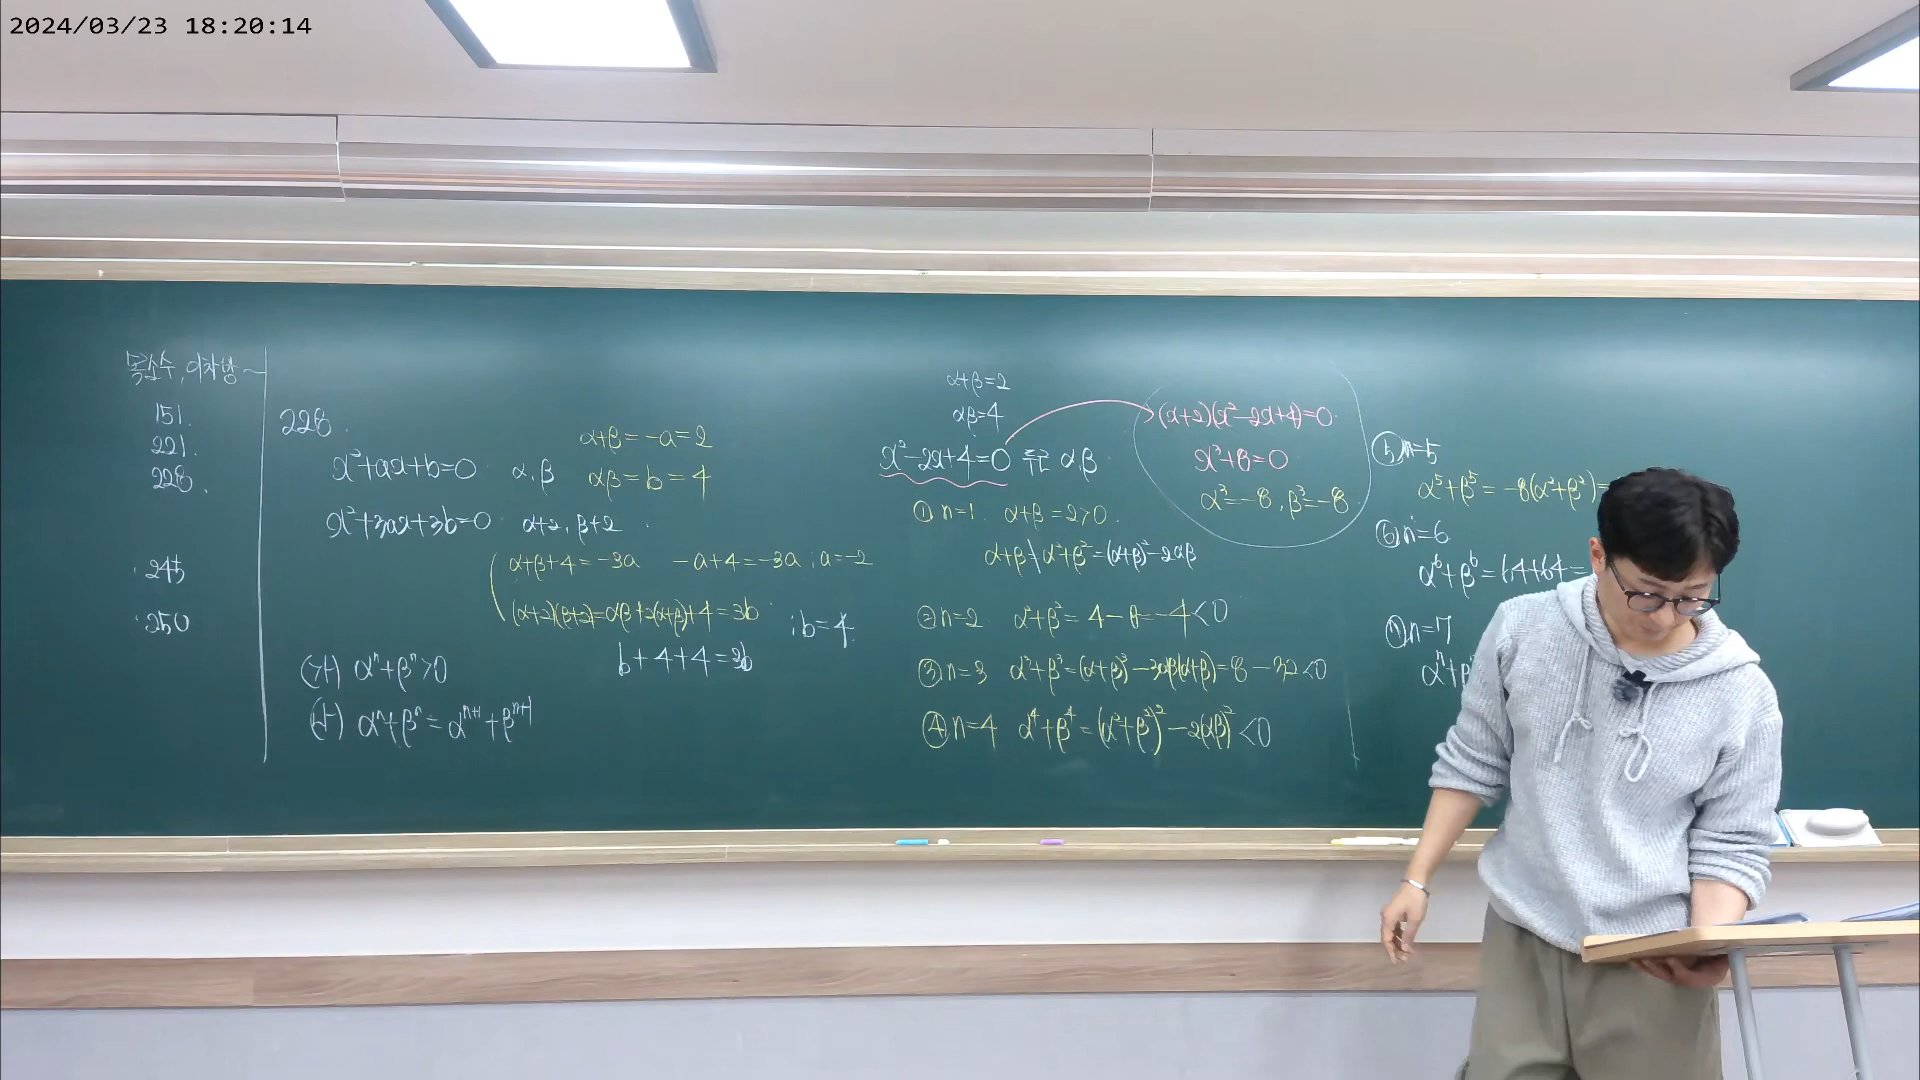 2024/03/23 18:20:14
복소수, 이차방~
151.
221.
228.
245
250
228.
x²+ax+b=0 α,β
x²+3ax+3b=0 α+2, β+2
α+β=-a=2
αβ=b=4
α+β+4=-3a -a+4=-3a ; a=-2
(α+2)(β+2)=αβ+2(α+β)+4=3b ; b=4
b+4+4=3b
(가) αⁿ+βⁿ>0
(나) αⁿ+βⁿ=αⁿ⁺¹+βⁿ⁺¹
α+β=2
αβ=4
x²-2x+4=0 두근 α,β
① n=1. α+β=2>0.
α+β≠α²+β²=(α+β)²-2αβ
② n=2 α²+β²=4-8=-4<0
③ n=3 α³+β³=(α+β)³-3αβ(α+β)=8-32<0
④ n=4 α⁴+β⁴=(α²+β²)²-2(αβ)²<0
(x+2)(x²-2x+4)=0
x³+8=0
α³=-8, β³=-8
⑤ n=5
α⁵+β⁵=-8(α²+β²)=
⑥ n=6
α⁶+β⁶=64+64=
⑦ n=7